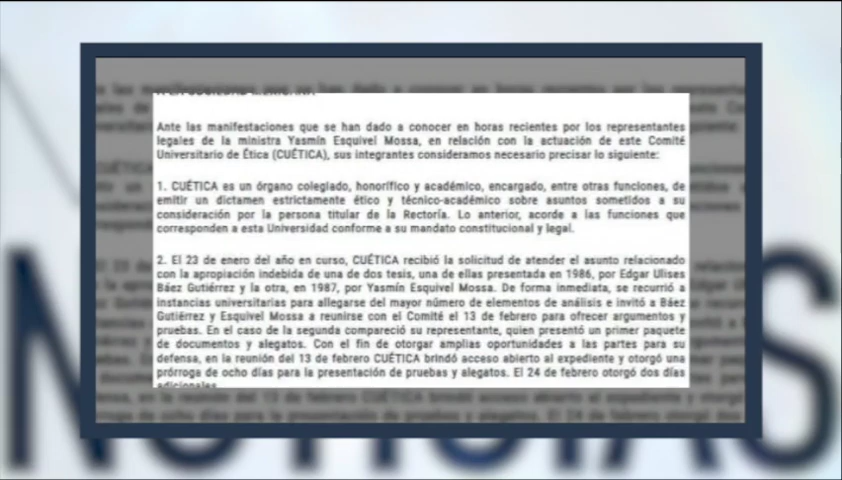 A LA SOCIEDAD MEXICANA
Ante las manifestaciones que se han dado a conocer en horas recientes por los representantes
legales de la ministra Yasmín Esquivel Mossa, en relación con la actuación de este Comité
Universitario de Ética (CUÉTICA), sus integrantes consideramos necesario precisar lo siguiente:
1. CUÉTICA es un órgano colegiado, honorífico y académico, encargado, entre otras funciones, de
emitir un dictamen estrictamente ético y técnico-académico sobre asuntos sometidos a su
consideración por la persona titular de la Rectoría. Lo anterior, acorde a las funciones que
corresponden a esta Universidad conforme a su mandato constitucional y legal.
2. El 23 de enero del año en curso, CUÉTICA recibió la solicitud de atender el asunto relacionado
con la apropiación indebida de una de dos tesis, una de ellas presentada en 1986, por Edgar Ulises
Báez Gutiérrez y la otra, en 1987, por Yasmín Esquivel Mossa. De forma inmediata, se recurrió a
instancias universitarias para allegarse del mayor número de elementos de análisis e invitó a Báez
Gutiérrez y Esquivel Mossa a reunirse con el Comité el 13 de febrero para ofrecer argumentos y
pruebas. En el caso de la segunda compareció su representante, quien presentó un primer paquete
de documentos y alegatos. Con el fin de otorgar amplias oportunidades a las partes para su
defensa, en la reunión del 13 de febrero CUÉTICA brindó acceso abierto al expediente y otorgó una
prórroga de ocho días para la presentación de pruebas y alegatos. El 24 de febrero otorgó dos días
adicionales
NOTICIAS